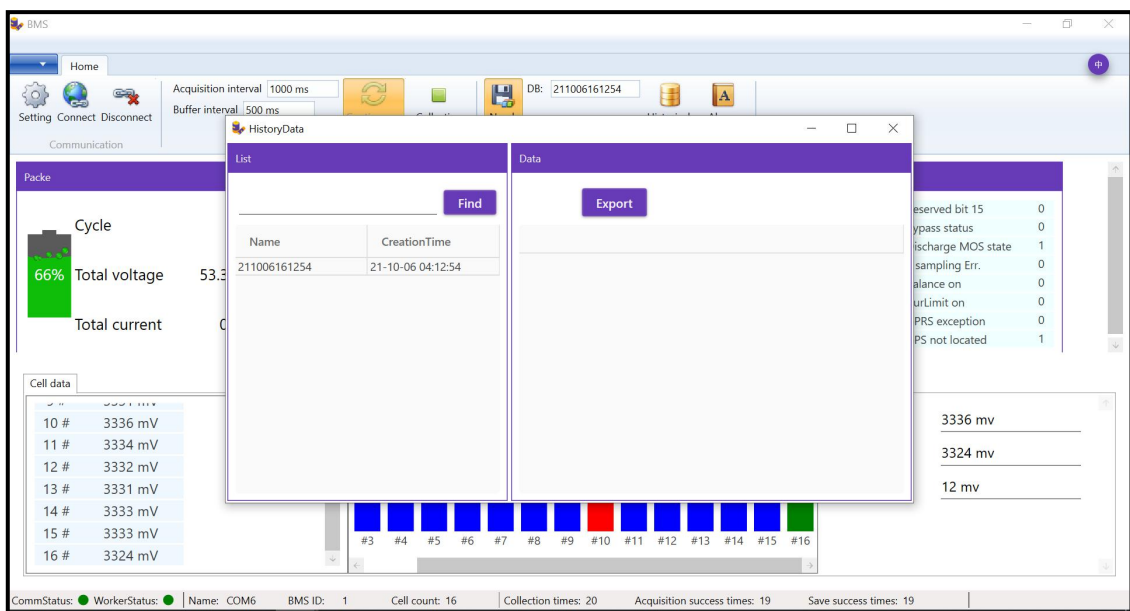 BMS
Home
中
Acquisition interval 1000 ms
DB: 211006161254
Buffer interval 500 ms
Setting Connect Disconnect
Communication
HistoryData
List
Data
Packe
Find
Export
Name CreationTime
211006161254 21-10-06 04:12:54
Cycle
66%
Total voltage 53.3
Total current
eserved bit 15 0
ypass status 0
ischarge MOS state 1
sampling Err. 0
alance on 0
urLimit on 0
PRS exception 0
PS not located 1
Cell data
10 # 3336 mV
11 # 3334 mV
12 # 3332 mV
13 # 3331 mV
14 # 3333 mV
15 # 3333 mV
16 # 3324 mV
3336 mv
3324 mv
12 mv
#3 #4 #5 #6 #7 #8 #9 #10 #11 #12 #13 #14 #15 #16
CommStatus: WorkerStatus: Name: COM6 BMS ID: 1 Cell count: 16 Collection times: 20 Acquisition success times: 19 Save success times: 19